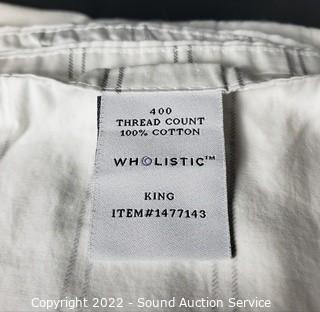 400
THREAD COUNT
100% COTTON
WHOLISTIC™
KING
ITEM#1477143
Copyright 2022 - Sound Auction Service